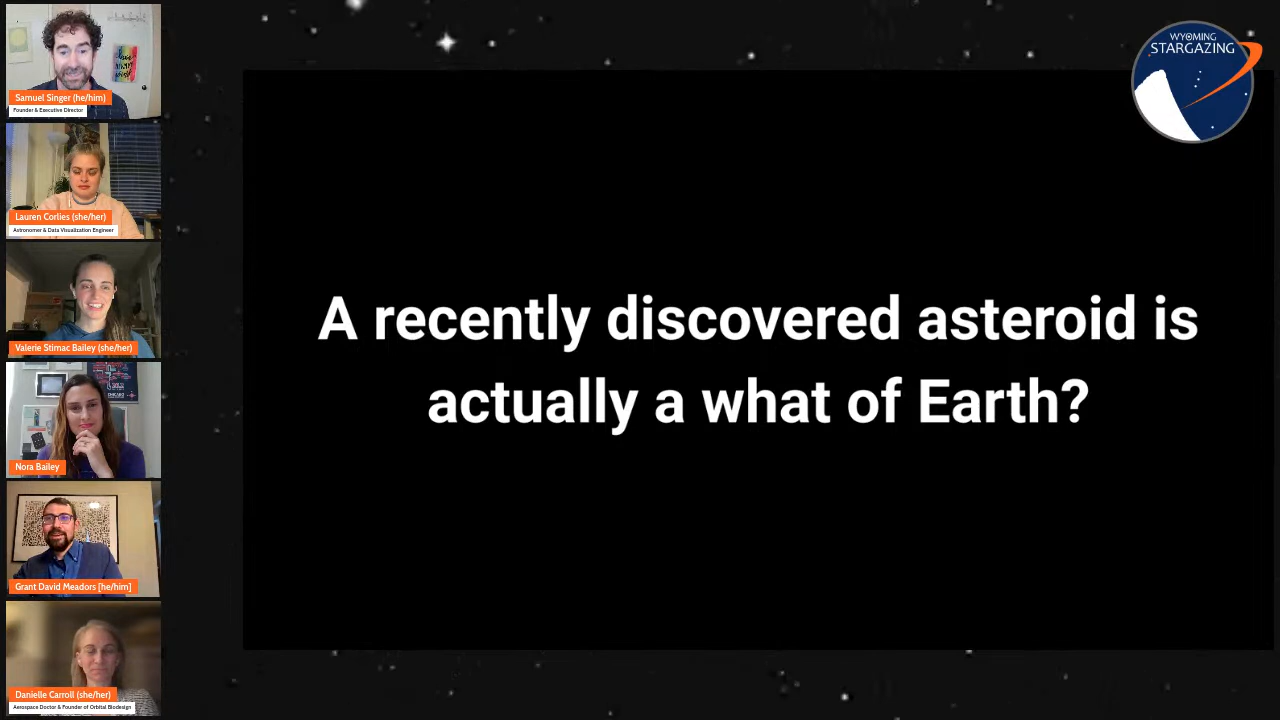 WYOMING
STARGAZING
Samuel Singer (he/him)
Founder & Executive Director
Lauren Corlies (she/her)
Astronomer & Data Visualization Engineer
Valerie Stimac Bailey (she/her)
Nora Bailey
Grant David Meadors [he/him]
Danielle Carroll (she/her)
Aerospace Doctor & Founder of Orbital Biodesign
A recently discovered asteroid is
actually a what of Earth?